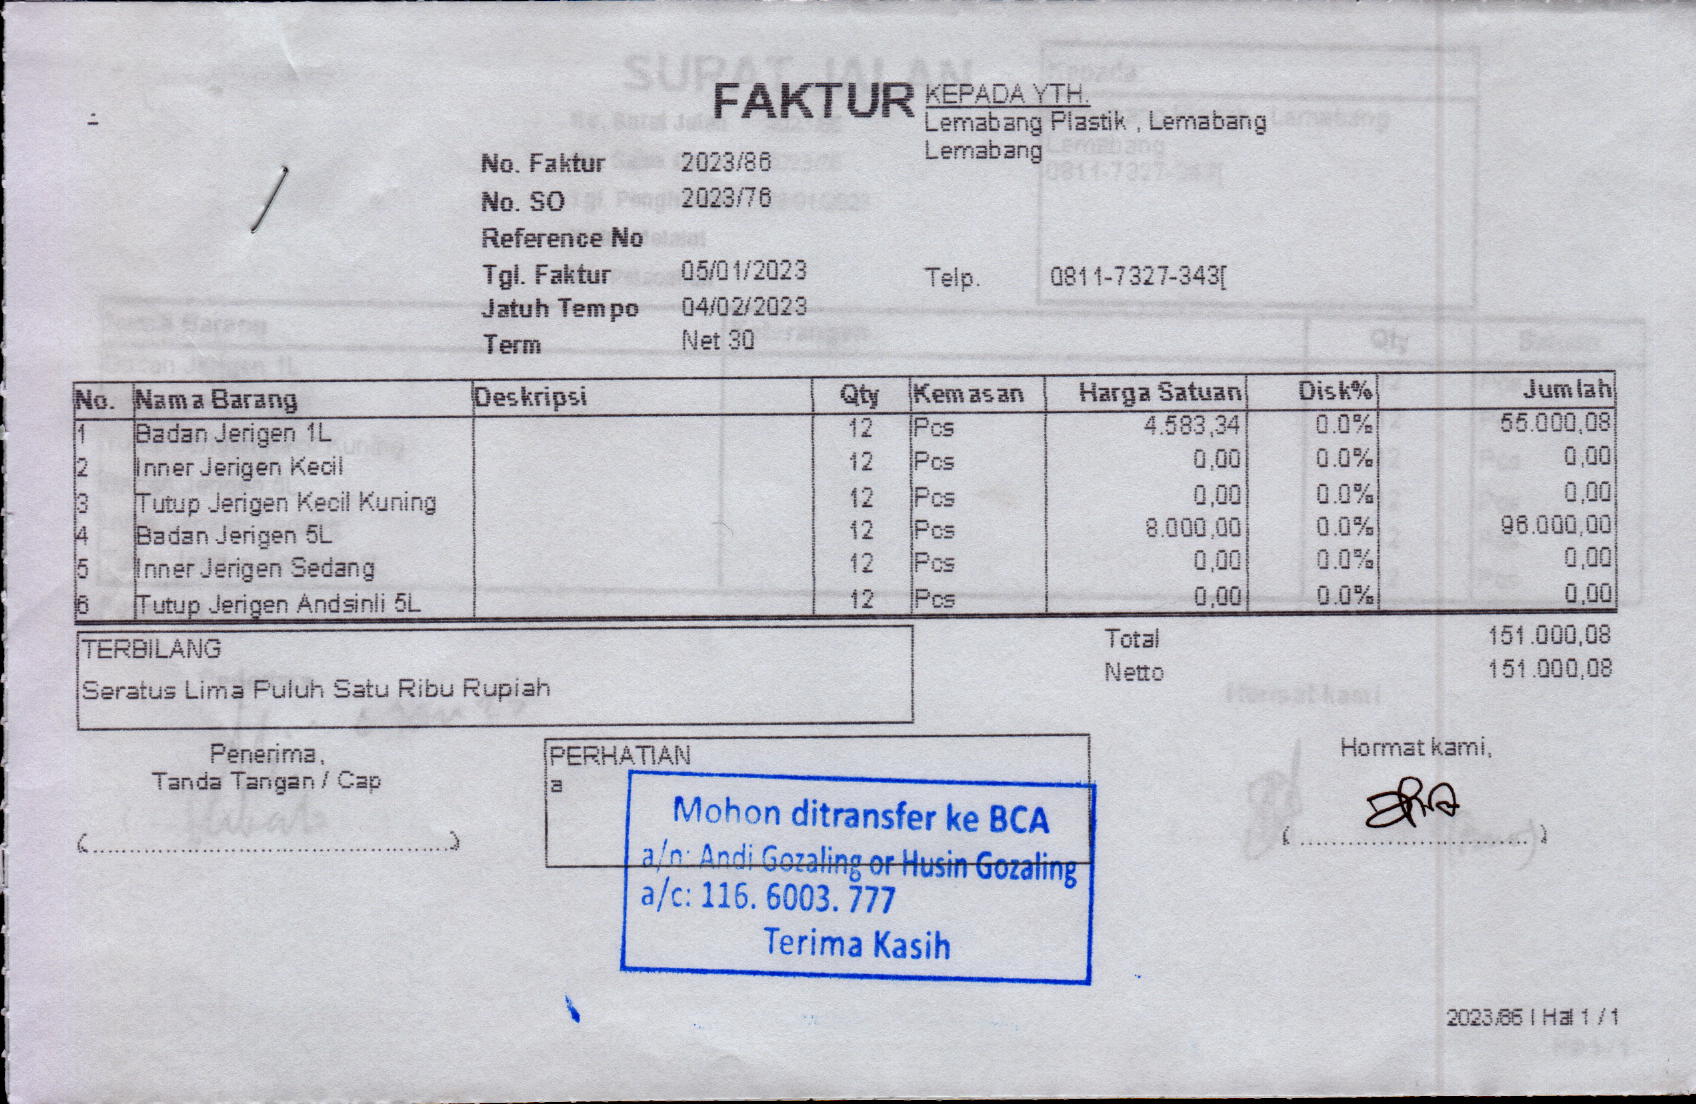 FAKTUR
KEPADA YTH.
Lemabang Plastik , Lemabang
Lemabang
No. Faktur 2023/86
No. SO 2023/76
Reference No
Tgl. Faktur 05/01/2023
Telp. 0811-7327-343[
Jatuh Tempo 04/02/2023
Term Net 30
No. Nama Barang Deskripsi Qty Kemasan Harga Satuan Disk% Jumlah
1 Badan Jerigen 1L 12 Pcs 4.583,34 0.0% 55.000,08
2 Inner Jerigen Kecil 12 Pcs 0,00 0.0% 0,00
3 Tutup Jerigen Kecil Kuning 12 Pcs 0,00 0.0% 0,00
4 Badan Jerigen 5L 12 Pcs 8.000,00 0.0% 96.000,00
5 Inner Jerigen Sedang 12 Pcs 0,00 0.0% 0,00
6 Tutup Jerigen Andsinli 5L 12 Pcs 0,00 0.0% 0,00
Total 151.000,08
Netto 151.000,08
TERBILANG
Seratus Lima Puluh Satu Ribu Rupiah
Penerima,
Tanda Tangan / Cap
(....................................................)
PERHATIAN
a
Mohon ditransfer ke BCA
a/n: Andi Gozaling or Husin Gozaling
a/c: 116. 6003. 777
Terima Kasih
Hormat kami,
(.................................)
2023/86 | Hal 1 / 1